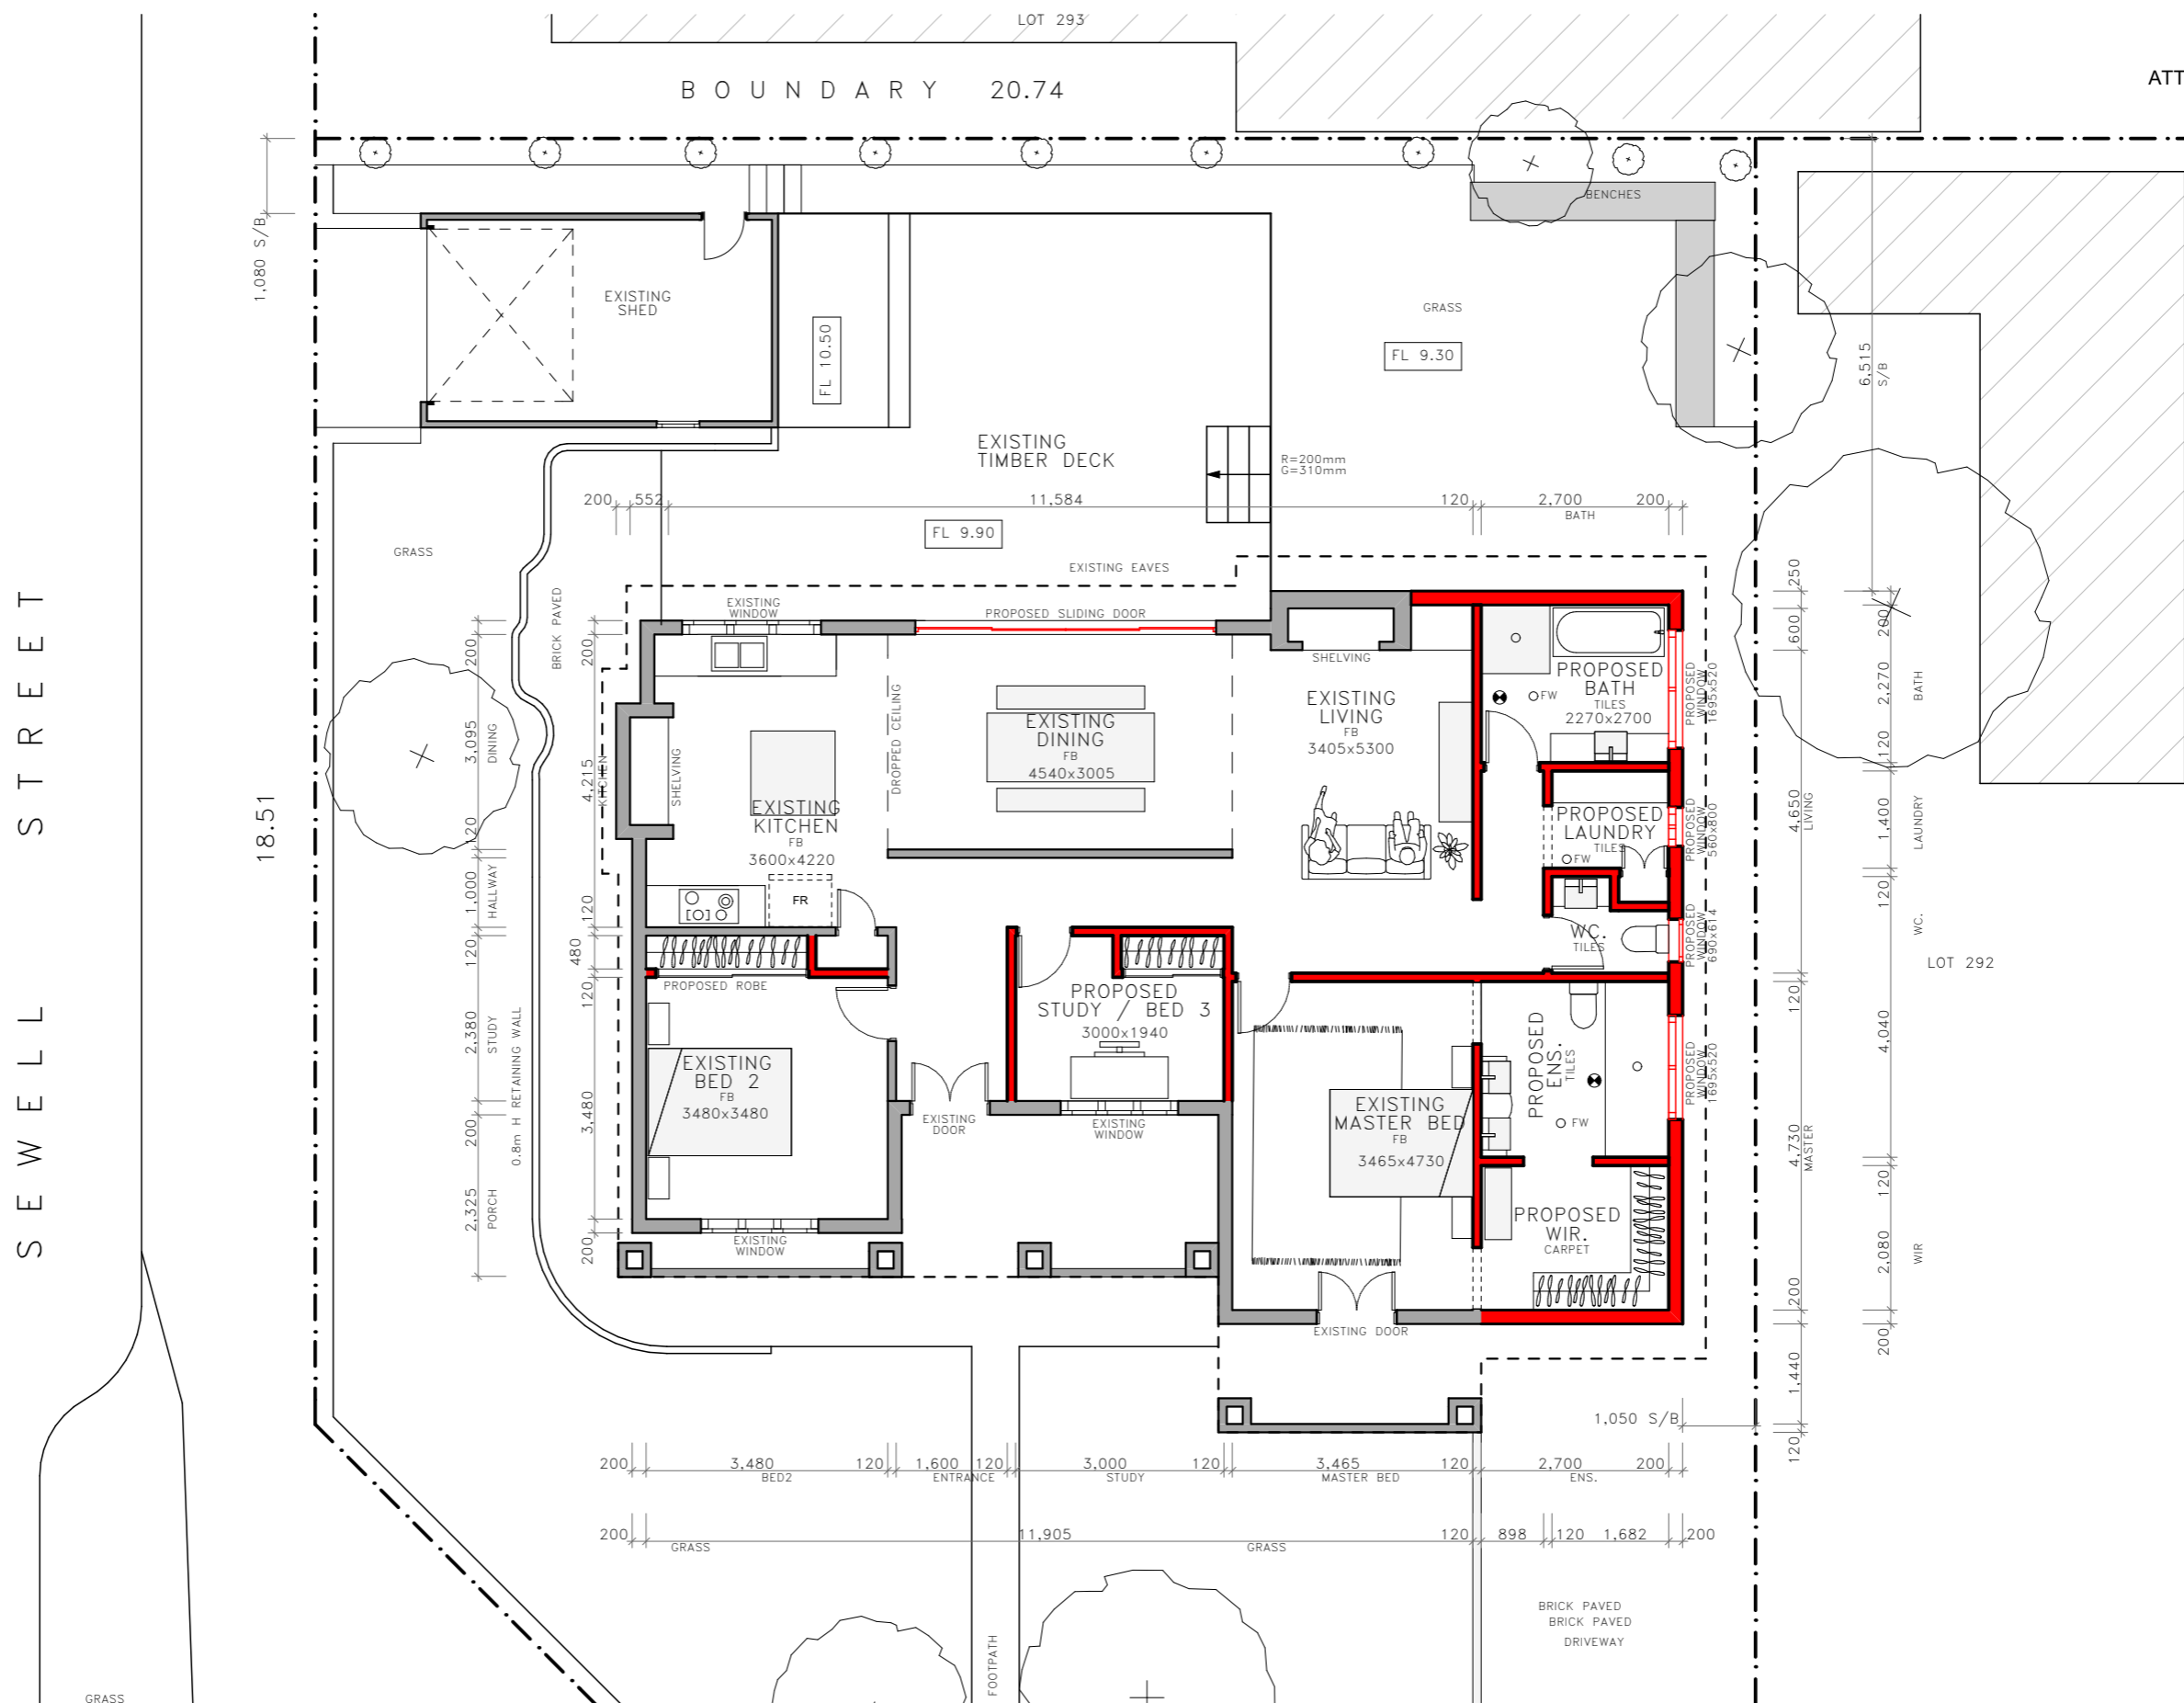 LOT 293
BOUNDARY 20.74
ATT
1,080 S/B
BENCHES
EXISTING
SHED
FL 10.50
GRASS
FL 9.30
6,515
S/B
EXISTING
TIMBER DECK
R=200mm
G=310mm
200 552 11,584 120 2,700 200
BATH
FL 9.90
GRASS
EXISTING EAVES
BRICK PAVED
EXISTING
WINDOW
PROPOSED SLIDING DOOR
SHELVING
SEWELL STREET
18.51
200
3,095
DINING
120
1,000
HALLWAY
120
2,380
STUDY
200
2,325
PORCH
0.8m H RETAINING WALL
200
4,215
KITCHEN
120
480
120
3,480
200
SHELVING
DROPPED CEILING
EXISTING
KITCHEN
FB
3600x4220
FR
EXISTING
DINING
FB
4540x3005
EXISTING
LIVING
FB
3405x5300
PROPOSED
BATH
TILES
2270x2700
FW
PROPOSED
WINDOW
1695x520
PROPOSED
LAUNDRY
TILES
FW
PROPOSED
WINDOW
560x800
WC.
TILES
PROPOSED
WINDOW
690x614
PROPOSED ROBE
EXISTING
BED 2
FB
3480x3480
EXISTING
WINDOW
EXISTING
DOOR
PROPOSED
STUDY / BED 3
3000x1940
EXISTING
WINDOW
EXISTING
MASTER BED
FB
3465x4730
EXISTING DOOR
PROPOSED
ENS.
TILES
FW
PROPOSED
WINDOW
1695x520
PROPOSED
WIR.
CARPET
250
600
4,650
LIVING
120
4,730
MASTER
200
1,440
120
200
2,270
BATH
120
1,400
LAUNDRY
120
WC.
4,040
120
2,080
WIR
200
LOT 292
1,050 S/B
200 3,480 120 1,600 120 3,000 120 3,465 120 2,700 200
BED2 ENTRANCE STUDY MASTER BED ENS.
200 11,905 120 898 120 1,682 200
GRASS GRASS
BRICK PAVED
BRICK PAVED
DRIVEWAY
FOOTPATH
GRASS